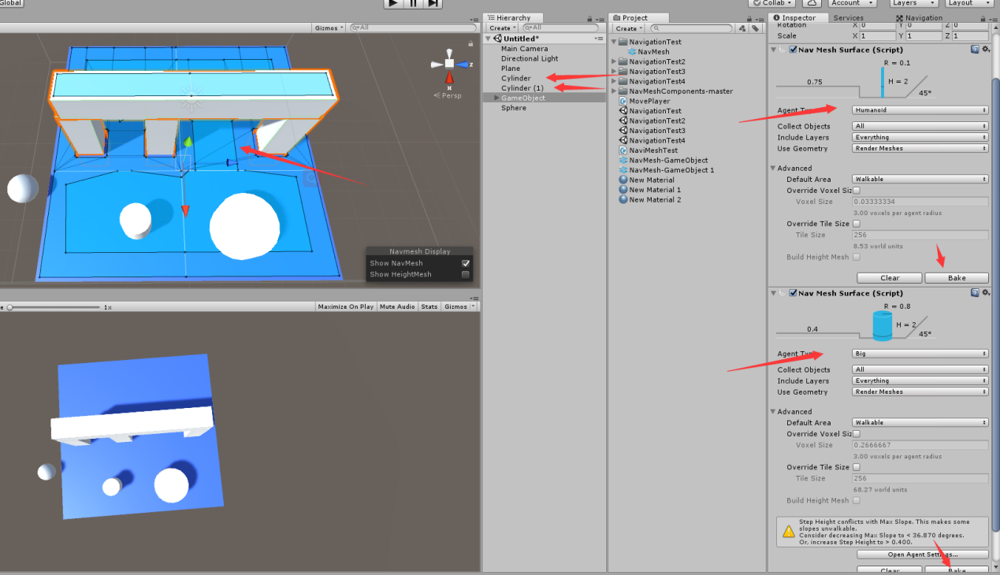 Global
Collab
Account
Layers
Layout
Gizmos
All
Persp
x
z
Navmesh Display
Show NavMesh
Show HeightMesh
1x
Maximize On Play
Mute Audio
Stats
Gizmos
Hierarchy
Create
All
Untitled*
Main Camera
Directional Light
Plane
Cylinder
Cylinder (1)
GameObject
Sphere
Project
Create
NavigationTest
NavMesh
NavigationTest2
NavigationTest3
NavigationTest4
NavMeshComponents-master
MovePlayer
NavigationTest
NavigationTest2
NavigationTest3
NavigationTest4
NaviMeshTest
NavMesh-GameObject
NavMesh-GameObject 1
New Material
New Material 1
New Material 2
Inspector
Services
Navigation
Rotation X 0 Y 0 Z 0
Scale X 1 Y 1 Z 1
Nav Mesh Surface (Script)
R = 0.1
0.75
H = 2
45°
Agent Ty
Humanoid
Collect Objects All
Include Layers Everything
Use Geometry Render Meshes
Advanced
Default Area Walkable
Override Voxel Siz
Voxel Size 0.03333334
3.00 voxels per agent radius
Override Tile Size
Tile Size 256
8.53 world units
Build Height Mesh
Clear Bake
Nav Mesh Surface (Script)
R = 0.8
0.4
H = 2
45°
Agent Ty
Big
Collect Objects All
Include Layers Everything
Use Geometry Render Meshes
Advanced
Default Area Walkable
Override Voxel Siz
Voxel Size 0.2666667
3.00 voxels per agent radius
Override Tile Size
Tile Size 256
68.27 world units
Build Height Mesh
Step Height conflicts with Max Slope. This makes some
slopes unwalkable.
Consider decreasing Max Slope to < 36.870 degrees.
Or, increase Step Height to > 0.400.
Open Agent Settings...
Clear Bake